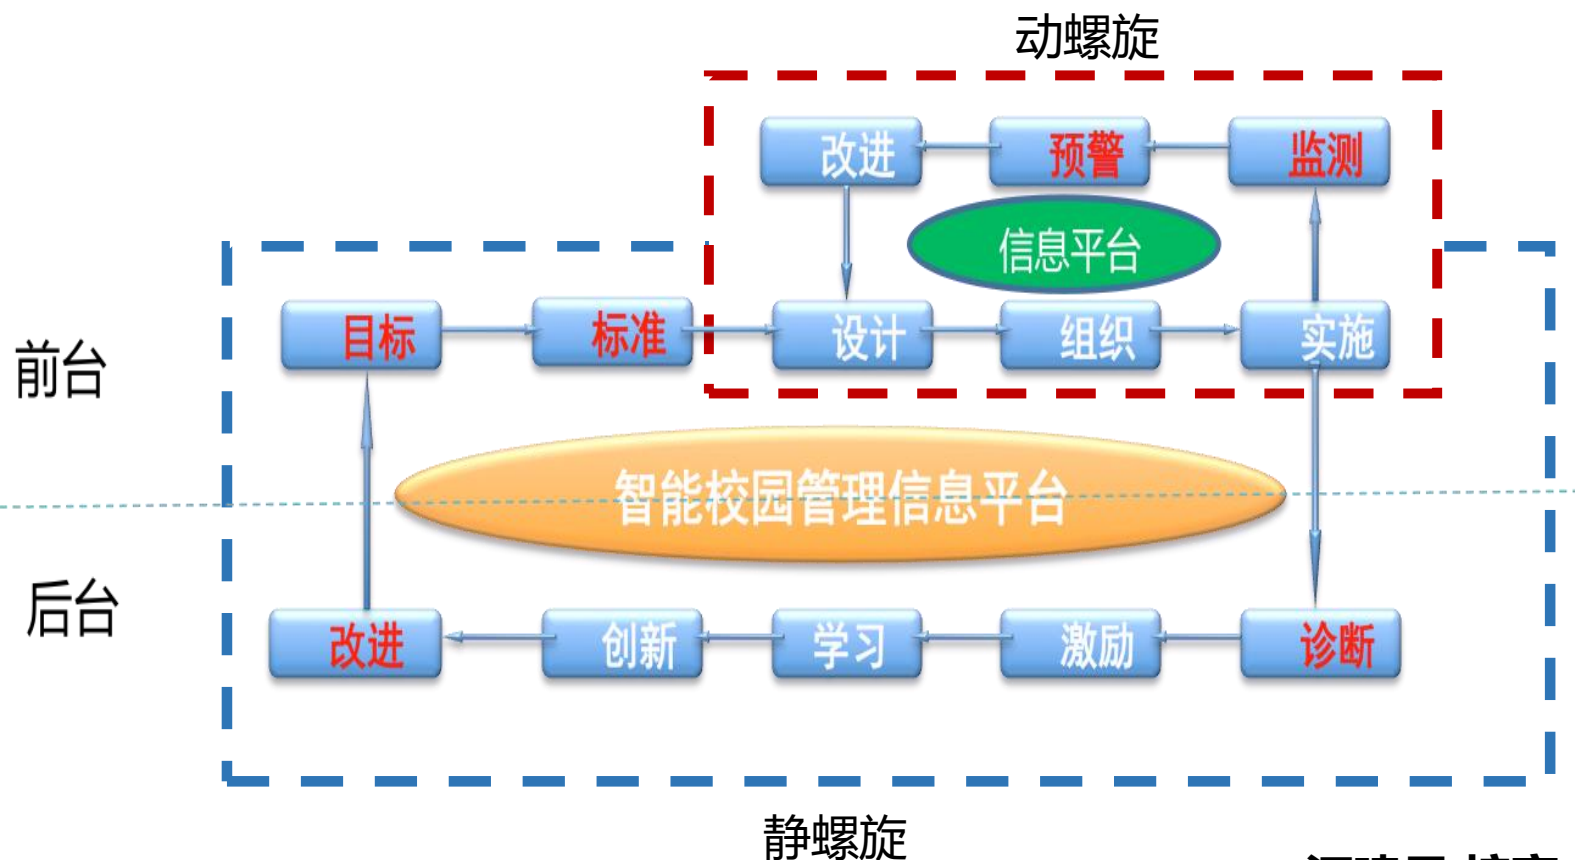 动螺旋
改进
预警
监测
信息平台
目标
标准
设计
组织
实施
前台
智能校园管理信息平台
后台
改进
创新
学习
激励
诊断
静螺旋